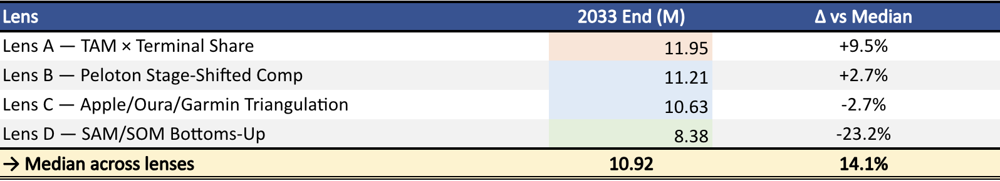 Lens 2033 End (M) Δ vs Median
Lens A — TAM × Terminal Share 11.95 +9.5%
Lens B — Peloton Stage-Shifted Comp 11.21 +2.7%
Lens C — Apple/Oura/Garmin Triangulation 10.63 -2.7%
Lens D — SAM/SOM Bottoms-Up 8.38 -23.2%
→ Median across lenses 10.92 14.1%